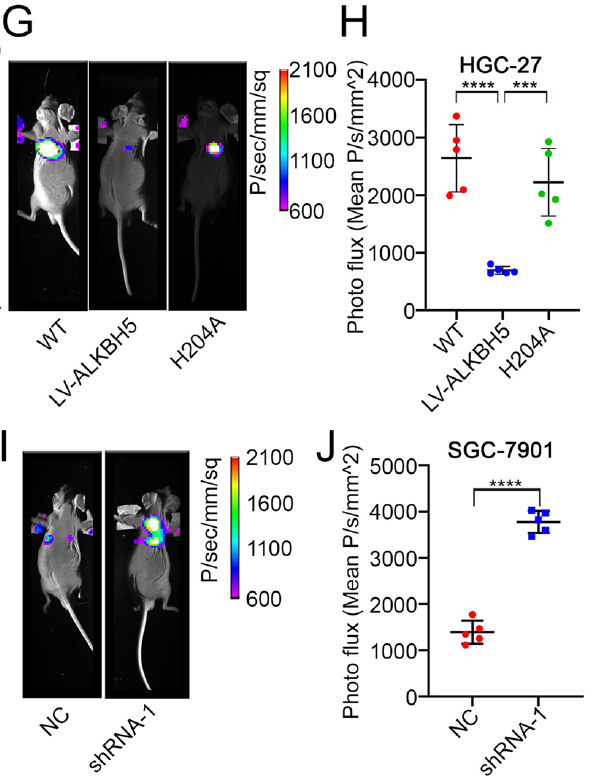 G
P/sec/mm/sq
2100
1600
1100
600
WT
LV-ALKBH5
H204A
H
HGC-27
****
***
Photo flux (Mean P/s/mm^2)
4000
3000
2000
1000
0
WT
LV-ALKBH5
H204A
I
P/sec/mm/sq
2100
1600
1100
600
NC
shRNA-1
J
SGC-7901
****
Photo flux (Mean P/s/mm^2)
5000
4000
3000
2000
1000
0
NC
shRNA-1